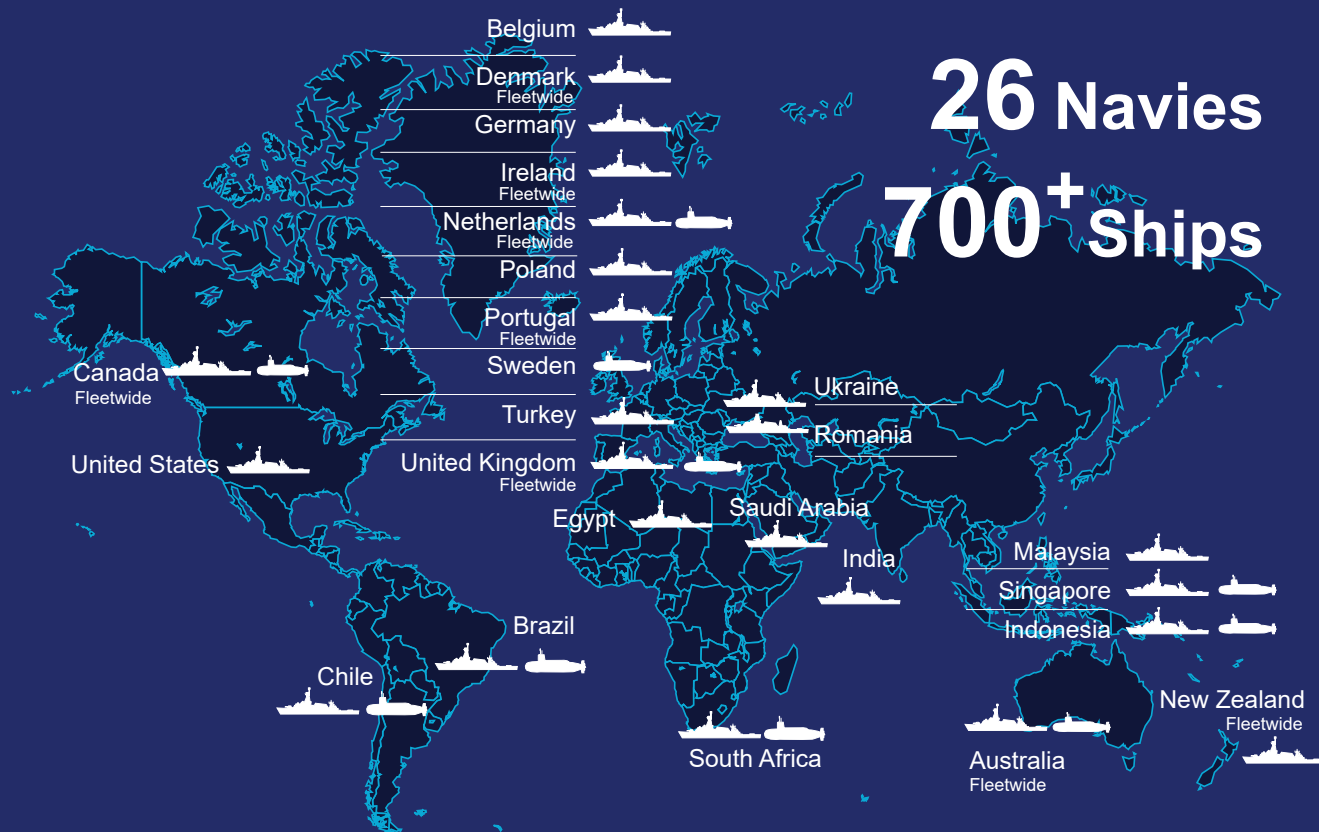 26 Navies
700+ Ships
Belgium
Denmark
Fleetwide
Germany
Ireland
Fleetwide
Netherlands
Fleetwide
Poland
Portugal
Fleetwide
Sweden
Turkey
United Kingdom
Fleetwide
Canada
Fleetwide
United States
Ukraine
Romania
Egypt
Saudi Arabia
India
Malaysia
Singapore
Indonesia
Brazil
Chile
South Africa
Australia
Fleetwide
New Zealand
Fleetwide